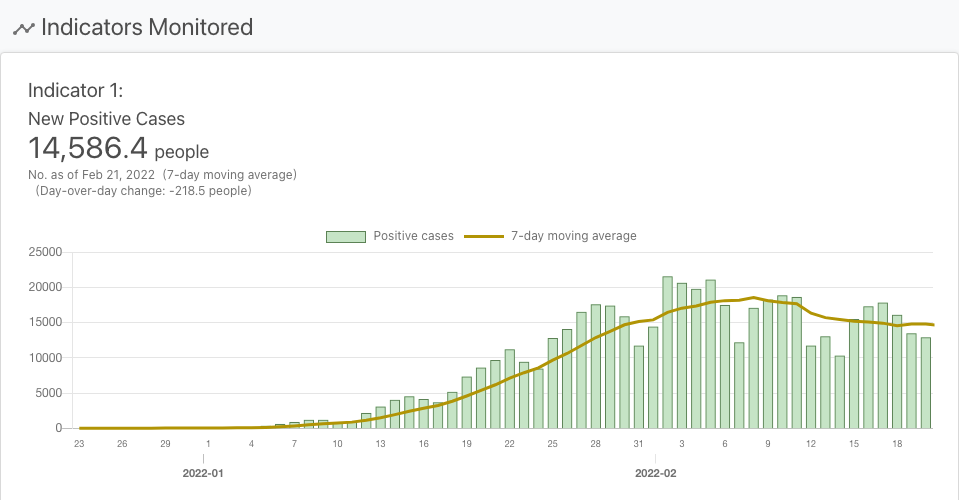 Indicators Monitored
Indicator 1:
New Positive Cases
14,586.4 people
No. as of Feb 21, 2022 (7-day moving average)
(Day-over-day change: -218.5 people)
Positive cases 7-day moving average
25000
20000
15000
10000
5000
0
23 26 29 1 4 7 10 13 16 19 22 25 28 31 3 6 9 12 15 18
2022-01 2022-02